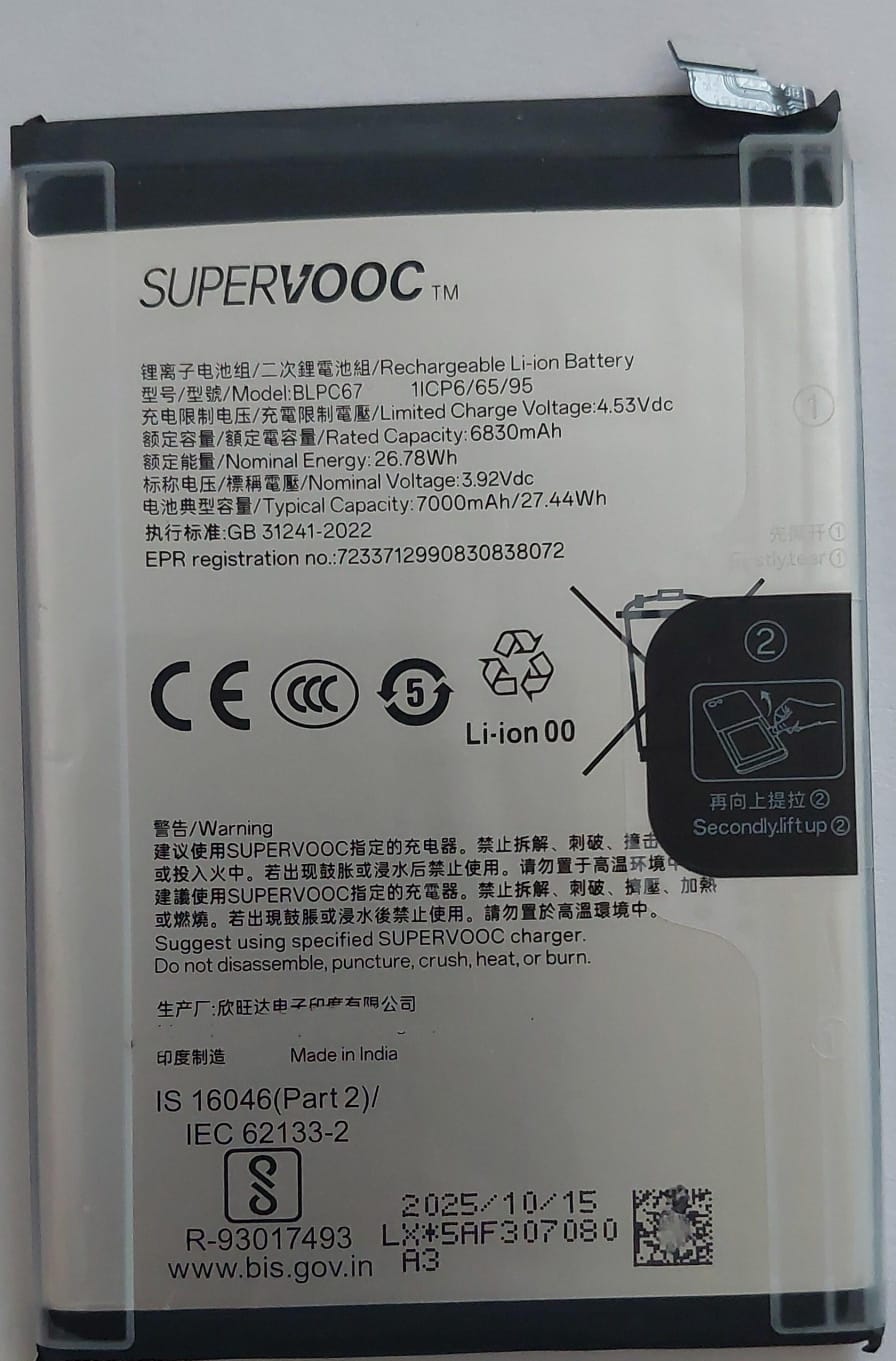 SUPERVOOC TM
锂离子电池组/二次鋰電池組/Rechargeable Li-ion Battery
型号/型號/Model:BLPC67 1ICP6/65/95
充电限制电压/充電限制電壓/Limited Charge Voltage:4.53Vdc
额定容量/額定電容量/Rated Capacity:6830mAh
额定能量/Nominal Energy:26.78Wh
标称电压/標稱電壓/Nominal Voltage:3.92Vdc
电池典型容量/Typical Capacity:7000mAh/27.44Wh
执行标准:GB 31241-2022
EPR registration no.:7233712990830838072
①
开①
tear①
CE CCC 5
Li-ion 00
②
再向上提拉②
Secondly.lift up②
警告/Warning
建议使用SUPERVOOC指定的充电器。禁止拆解、刺破、撞击
或投入火中。若出现鼓胀或浸水后禁止使用。请勿置于高温环境中
建議使用SUPERVOOC指定的充電器。禁止拆解、刺破、擠壓、加熱
或燃燒。若出現鼓脹或浸水後禁止使用。請勿置於高溫環境中。
Suggest using specified SUPERVOOC charger.
Do not disassemble, puncture, crush, heat, or burn.
生产厂:欣旺达电子印度有限公司
印度制造 Made in India
①
IS 16046(Part 2)/
IEC 62133-2
R-93017493
www.bis.gov.in
2025/10/15
LX*5AF307080
A3